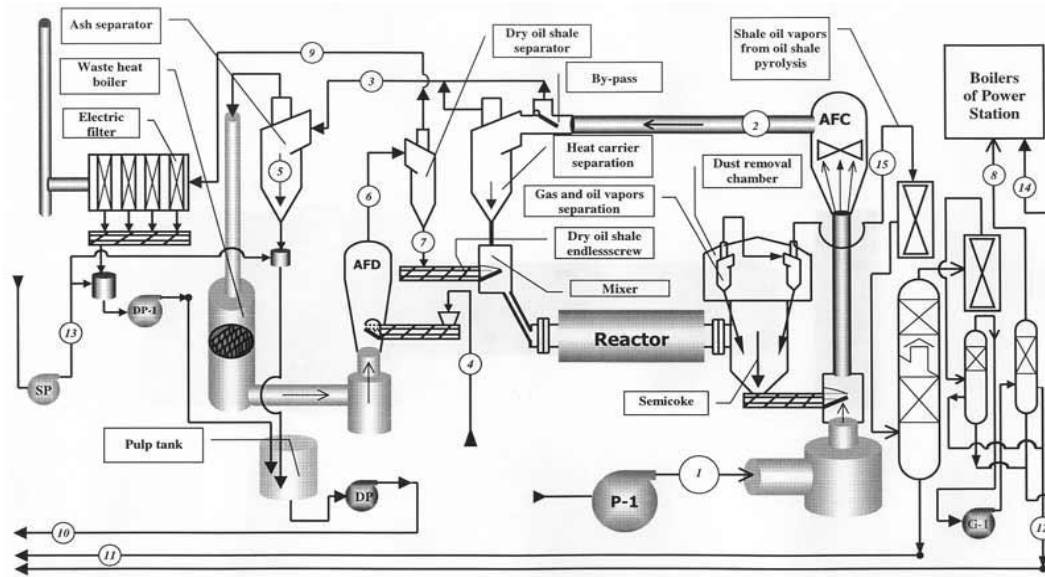 Ash separator
Waste heat
boiler
Electric
filter
9
3
Dry oil shale
separator
By-pass
Shale oil vapors
from oil shale
pyrolysis
Boilers
of Power
Station
AFC
2
15
8
14
5
6
Heat carrier
separation
Dust removal
chamber
Gas and oil vapors
separation
7
Dry oil shale
endlessscrew
AFD
Mixer
DP-1
13
Reactor
4
SP
Semicoke
Pulp tank
DP
1
P-1
G-1
10
11
12